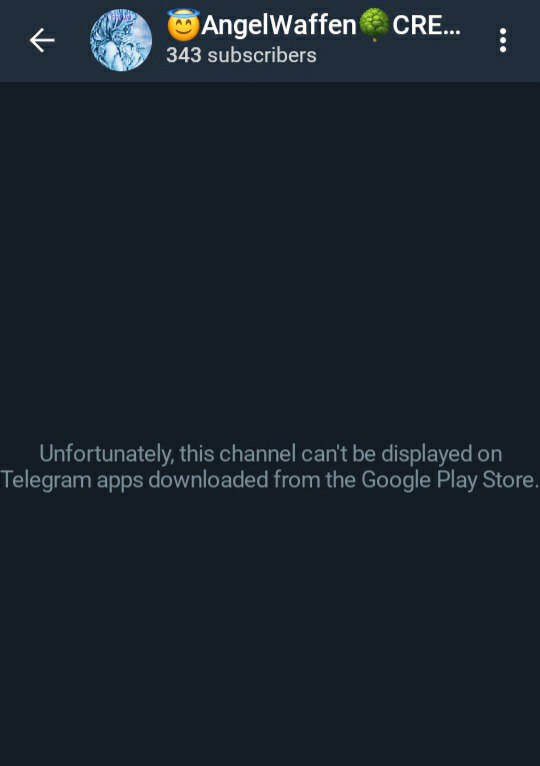 😇AngelWaffen🌳CRE...
343 subscribers
Unfortunately, this channel can't be displayed on
Telegram apps downloaded from the Google Play Store.